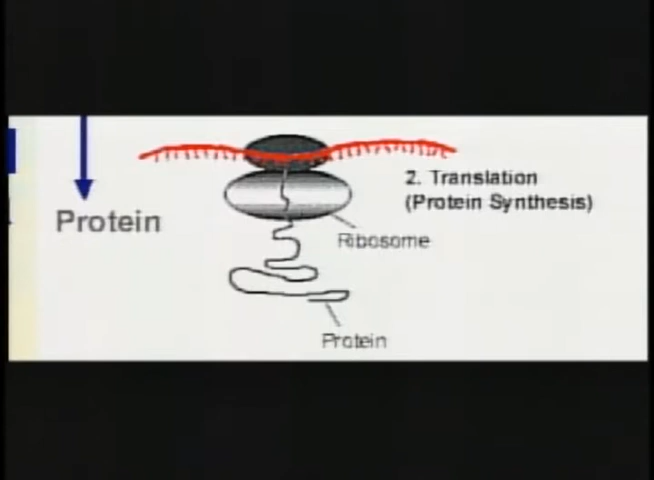 Protein
2. Translation
(Protein Synthesis)
Ribosome
Protein